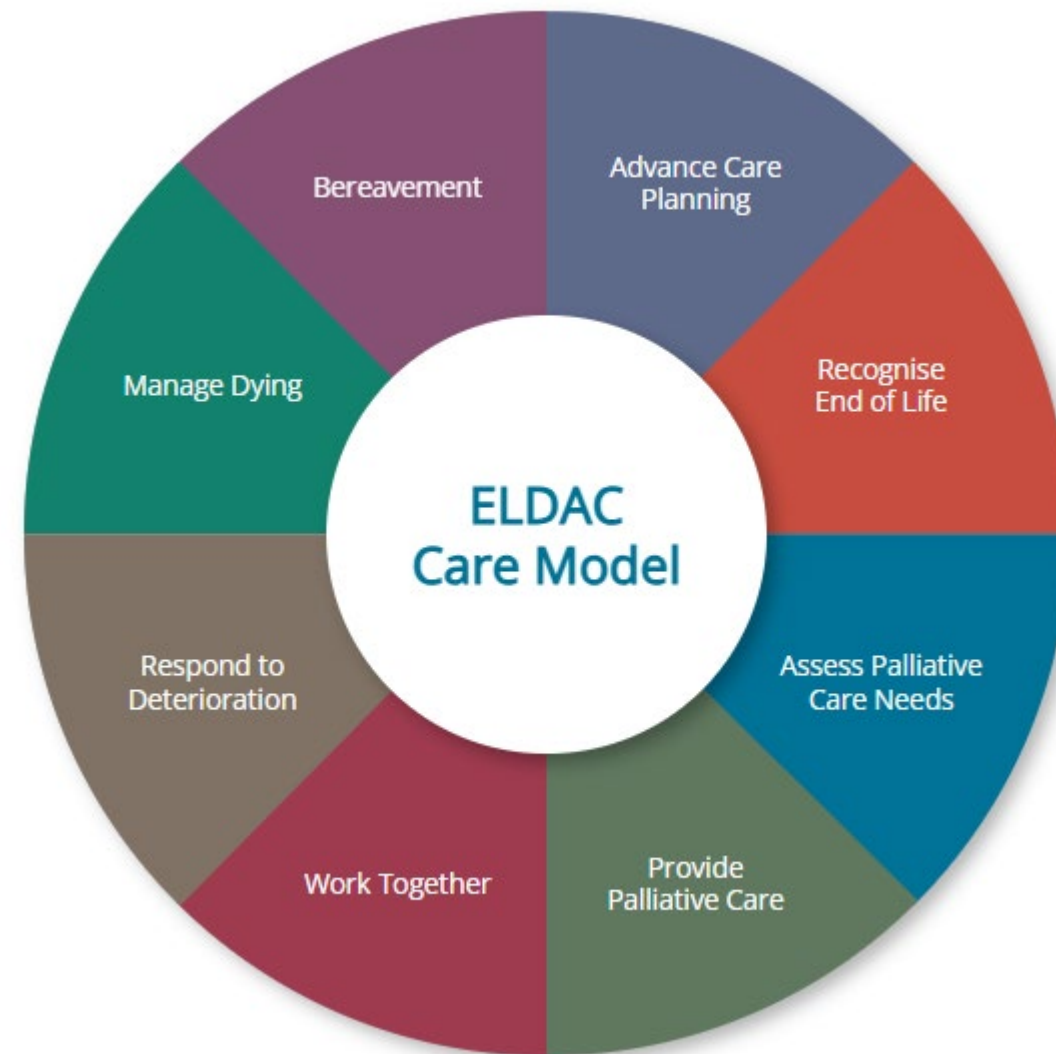 Bereavement
Advance Care
Planning
Recognise
End of Life
Assess Palliative
Care Needs
Provide
Palliative Care
Work Together
Respond to
Deterioration
Manage Dying
ELDAC
Care Model